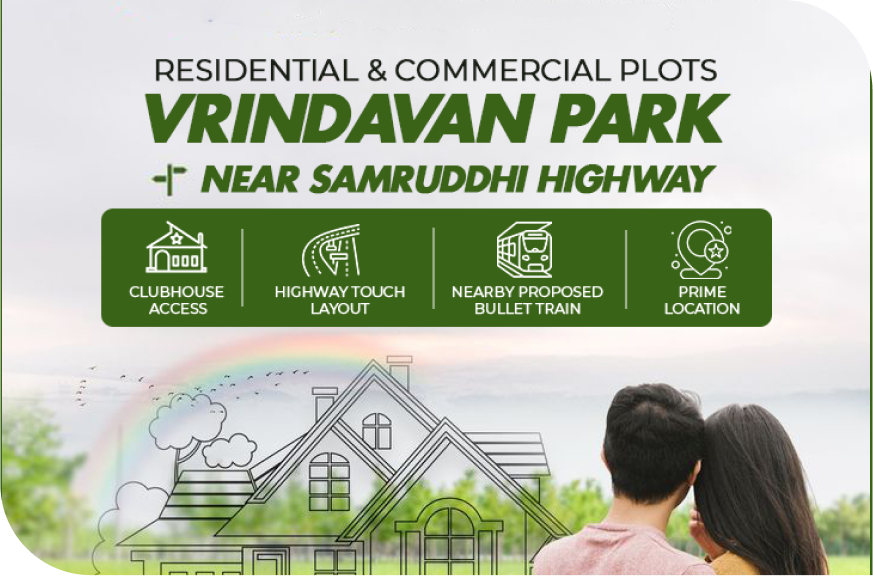 RESIDENTIAL & COMMERCIAL PLOTS
VRINDAVAN PARK
NEAR SAMRUDDHI HIGHWAY
CLUBHOUSE
ACCESS
HIGHWAY TOUCH
LAYOUT
NEARBY PROPOSED
BULLET TRAIN
PRIME
LOCATION